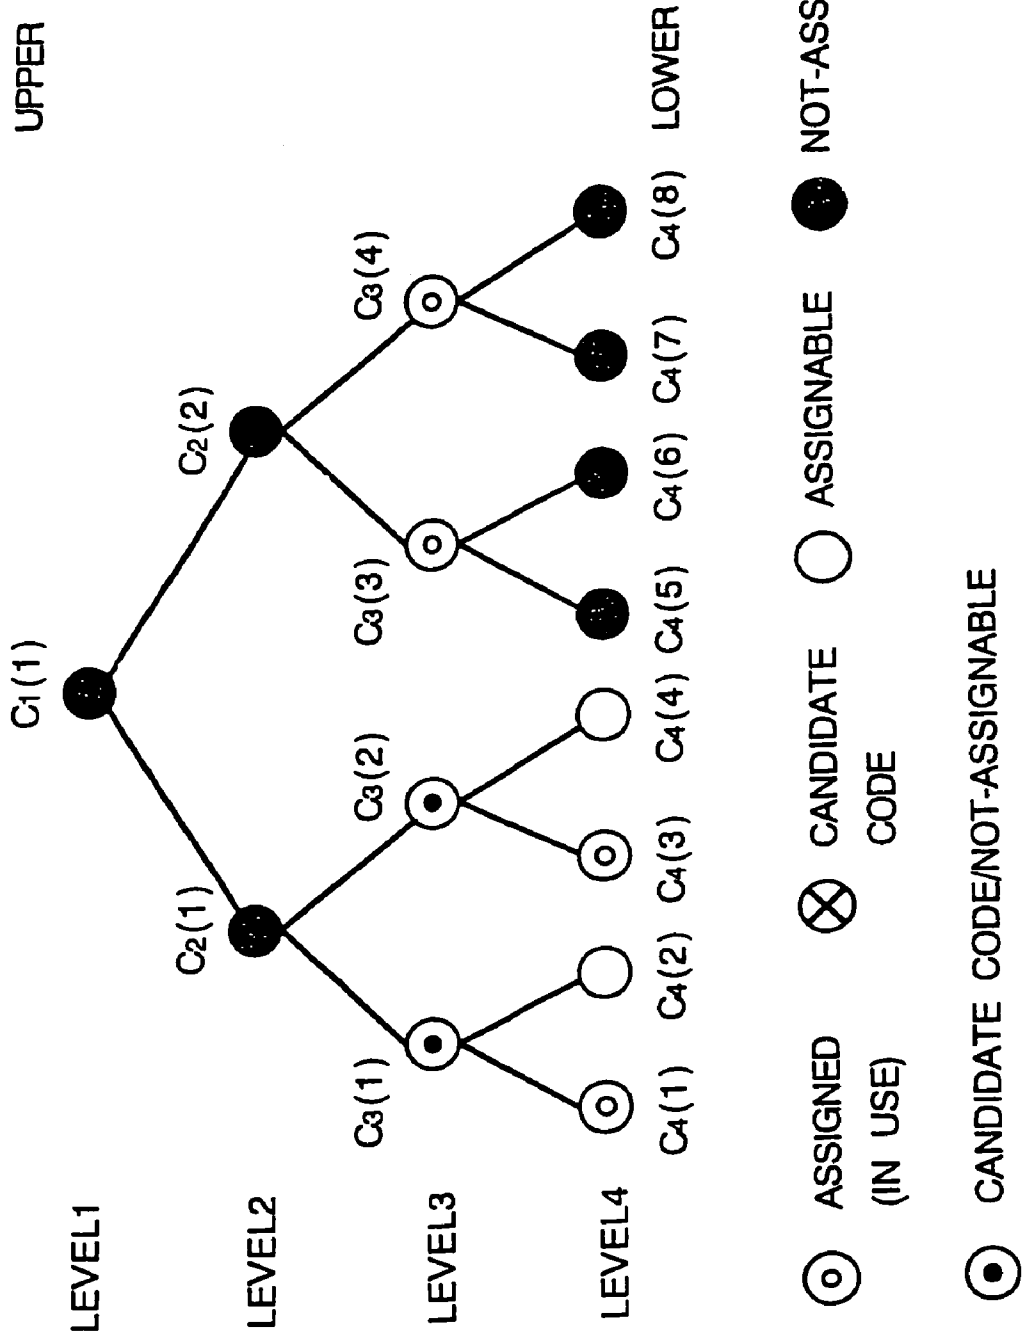 UPPER
LEVEL1
C1(1)
LEVEL2
C2(1)
C2(2)
LEVEL3
C3(1)
C3(2)
C3(3)
C3(4)
LEVEL4
C4(1)
C4(2)
C4(3)
C4(4)
C4(5)
C4(6)
C4(7)
C4(8)
LOWER
ASSIGNED
(IN USE)
CANDIDATE
CODE
ASSIGNABLE
NOT-ASS
CANDIDATE CODE/NOT-ASSIGNABLE